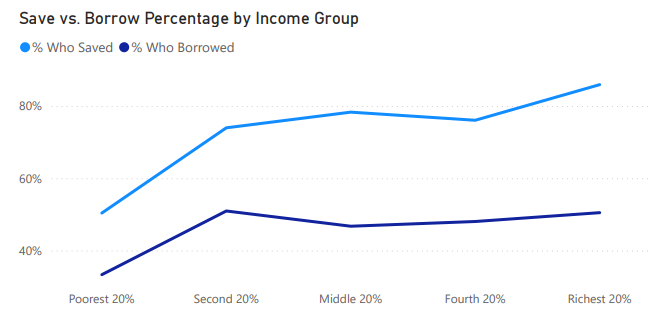 Save vs. Borrow Percentage by Income Group
% Who Saved % Who Borrowed
80%
60%
40%
Poorest 20% Second 20% Middle 20% Fourth 20% Richest 20%